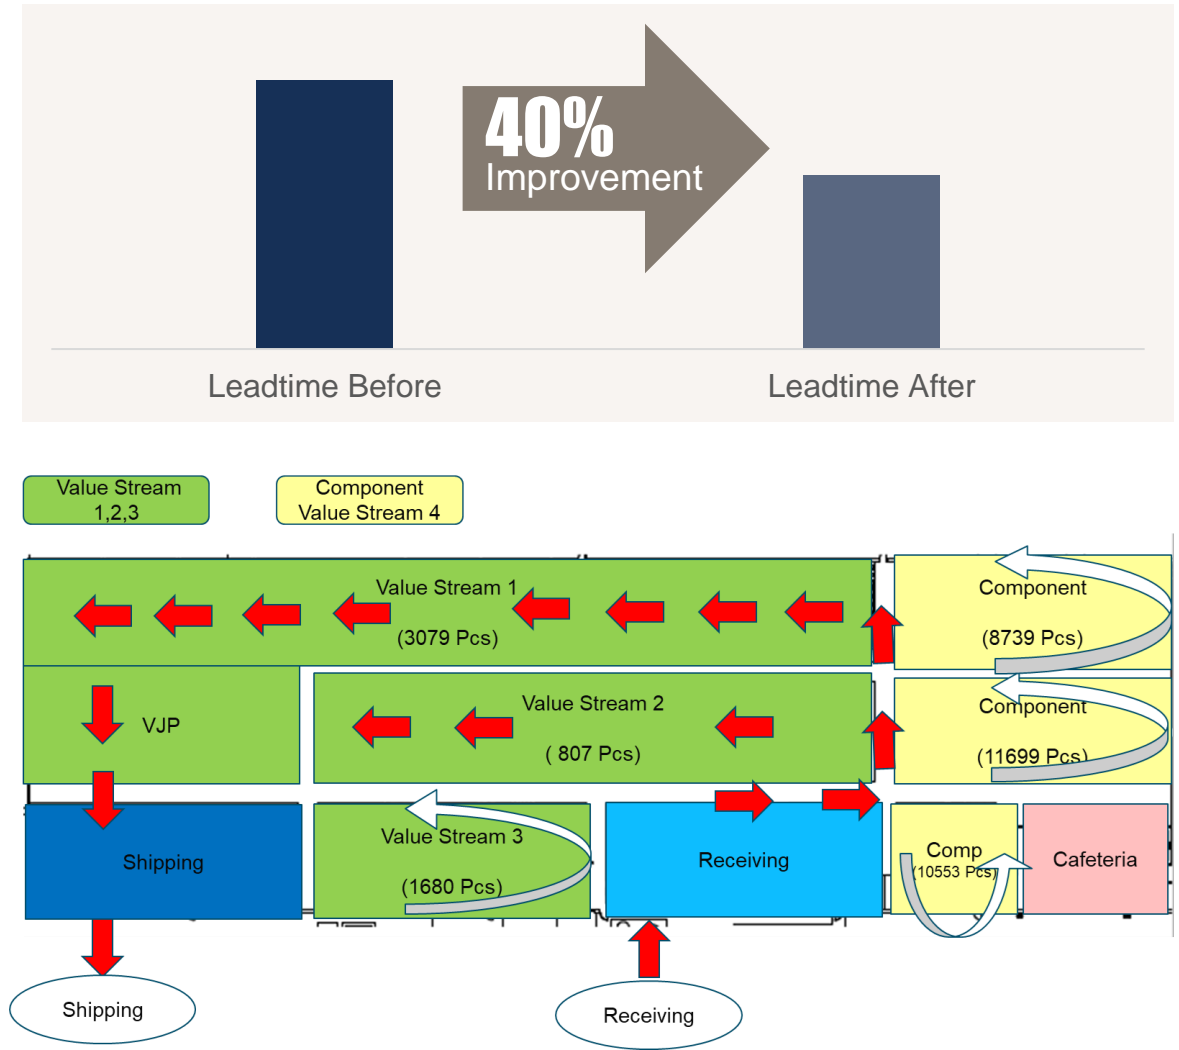 40%
Improvement
Leadtime Before
Leadtime After
Value Stream
1,2,3
Component
Value Stream 4
Value Stream 1
(3079 Pcs)
Component
(8739 Pcs)
VJP
Value Stream 2
( 807 Pcs)
Component
(11699 Pcs)
Shipping
Value Stream 3
(1680 Pcs)
Receiving
Comp
(10553 Pcs)
Cafeteria
Shipping
Receiving